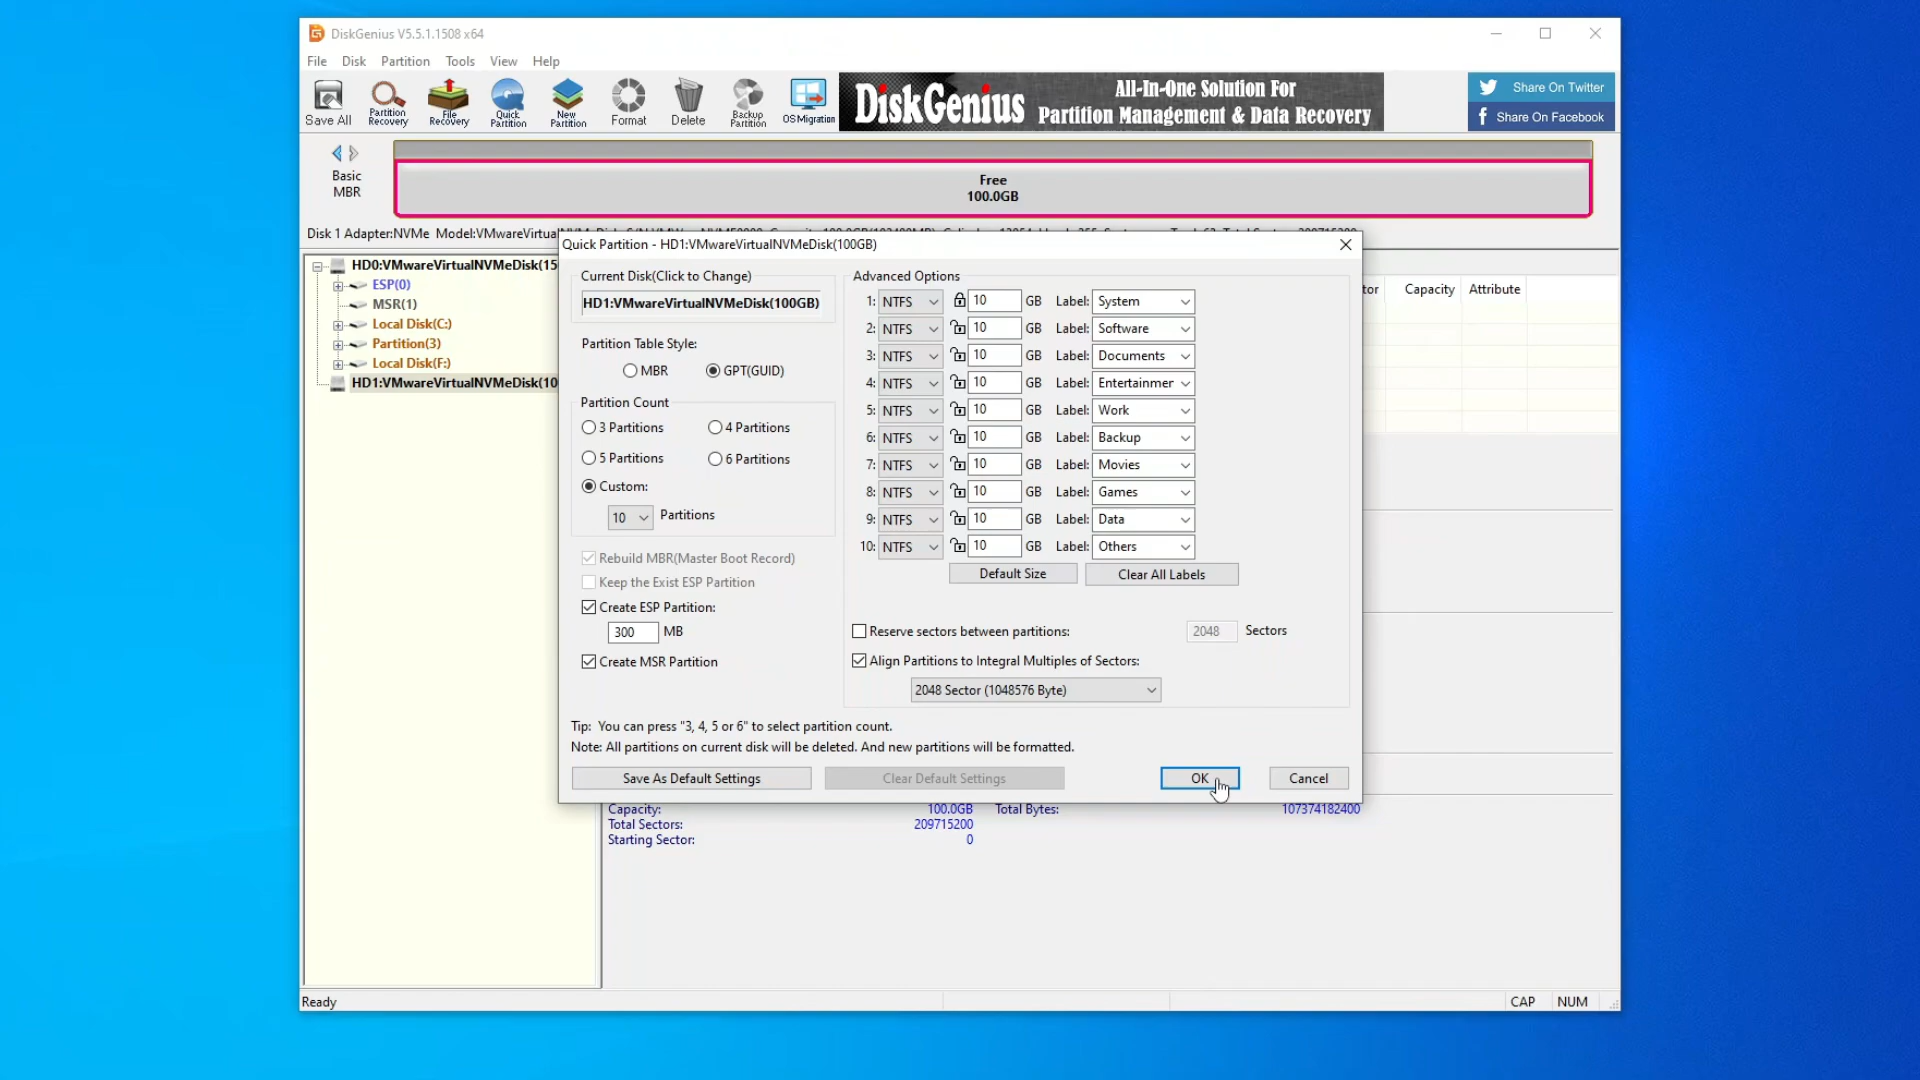 DiskGenius V5.5.1.1508 x64
File Disk Partition Tools View Help
Save All
Partition Recovery
File Recovery
Quick Partition
New Partition
Format
Delete
Backup Partition
OS Migration
DiskGenius
All-In-One Solution For
Partition Management & Data Recovery
Share On Twitter
Share On Facebook
Basic
MBR
Free
100.0GB
Disk 1 Adapter:NVMe Model:VMwareVirtual
HD0:VMwareVirtualNVMeDisk(15
ESP(0)
MSR(1)
Local Disk(C:)
Partition(3)
Local Disk(F:)
HD1:VMwareVirtualNVMeDisk(10
tor Capacity Attribute
Quick Partition - HD1:VMwareVirtualNVMeDisk(100GB)
Current Disk(Click to Change)
HD1:VMwareVirtualNVMeDisk(100GB)
Partition Table Style:
MBR GPT(GUID)
Partition Count
3 Partitions 4 Partitions
5 Partitions 6 Partitions
Custom:
10 Partitions
Rebuild MBR(Master Boot Record)
Keep the Exist ESP Partition
Create ESP Partition:
300 MB
Create MSR Partition
Advanced Options
1: NTFS 10 GB Label: System
2: NTFS 10 GB Label: Software
3: NTFS 10 GB Label: Documents
4: NTFS 10 GB Label: Entertainmer
5: NTFS 10 GB Label: Work
6: NTFS 10 GB Label: Backup
7: NTFS 10 GB Label: Movies
8: NTFS 10 GB Label: Games
9: NTFS 10 GB Label: Data
10: NTFS 10 GB Label: Others
Default Size Clear All Labels
Reserve sectors between partitions: 2048 Sectors
Align Partitions to Integral Multiples of Sectors:
2048 Sector (1048576 Byte)
Tip: You can press "3, 4, 5 or 6" to select partition count.
Note: All partitions on current disk will be deleted. And new partitions will be formatted.
Save As Default Settings Clear Default Settings OK Cancel
Capacity: 100.0GB Total Bytes: 107374182400
Total Sectors: 209715200
Starting Sector: 0
Ready CAP NUM